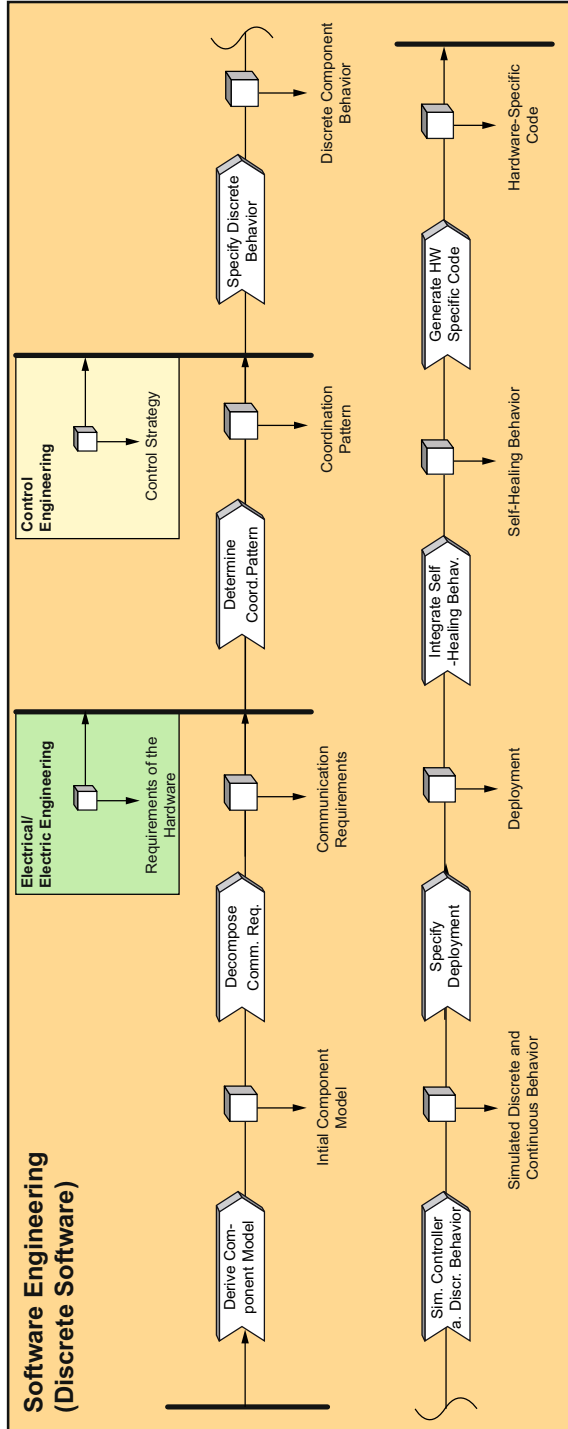 Software Engineering
(Discrete Software)
Electrical/
Electric Engineering
Requirements of the
Hardware
Control
Engineering
Control Strategy
Derive Com-
ponent Model
Intial Component
Model
Decompose
Comm. Req.
Communication
Requirements
Determine
Coord.Pattern
Coordination
Pattern
Specify Discrete
Behavior
Discrete Component
Behavior
Sim. Controller
a. Discr. Behavior
Simulated Discrete and
Continuous Behavior
Specify
Deployment
Deployment
Integrate Self
-Healing Behav.
Self-Healing Behavior
Generate HW
Specific Code
Hardware-Specific
Code